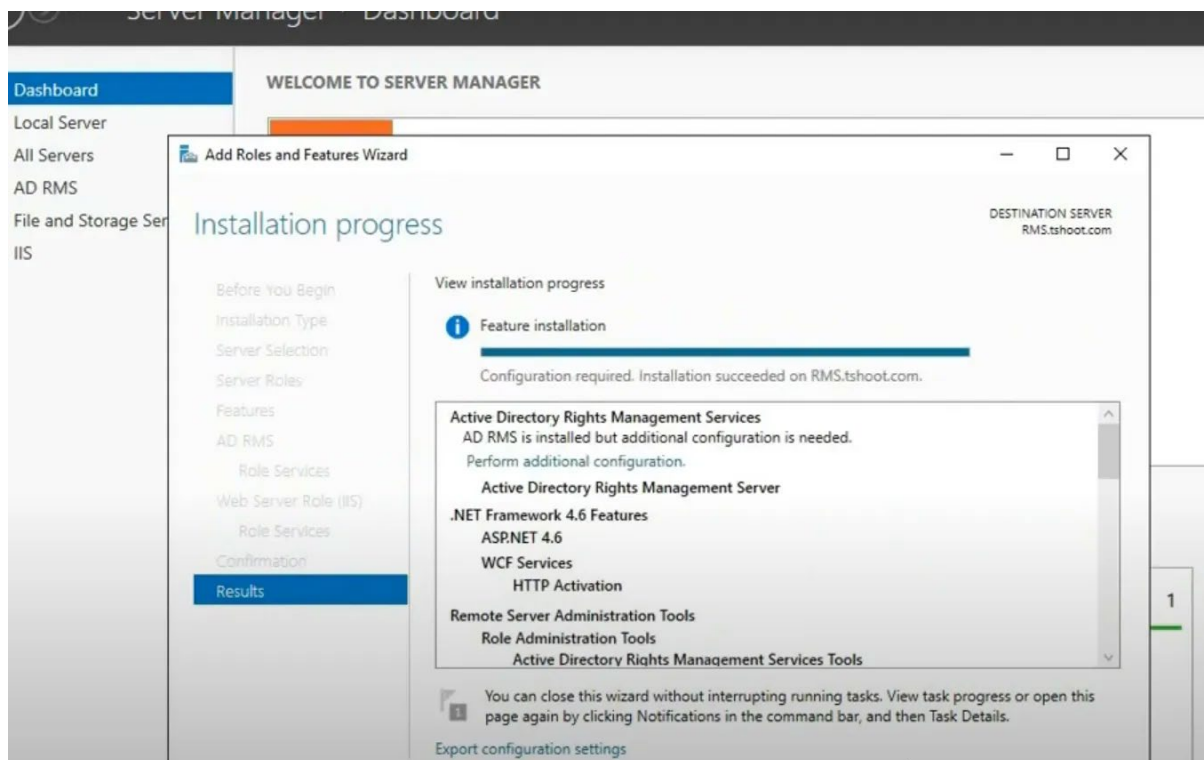 Server Manager Dashboard
Dashboard
Local Server
All Servers
AD RMS
File and Storage Ser
IIS
WELCOME TO SERVER MANAGER
Add Roles and Features Wizard
Installation progress
DESTINATION SERVER
RMS.tshoot.com
Before You Begin
Installation Type
Server Selection
Server Roles
Features
AD RMS
Role Services
Web Server Role (IIS)
Role Services
Confirmation
Results
View installation progress
Feature installation
Configuration required. Installation succeeded on RMS.tshoot.com.
Active Directory Rights Management Services
AD RMS is installed but additional configuration is needed.
Perform additional configuration.
Active Directory Rights Management Server
.NET Framework 4.6 Features
ASP.NET 4.6
WCF Services
HTTP Activation
Remote Server Administration Tools
Role Administration Tools
Active Directory Rights Management Services Tools
1
You can close this wizard without interrupting running tasks. View task progress or open this
page again by clicking Notifications in the command bar, and then Task Details.
Export configuration settings
1